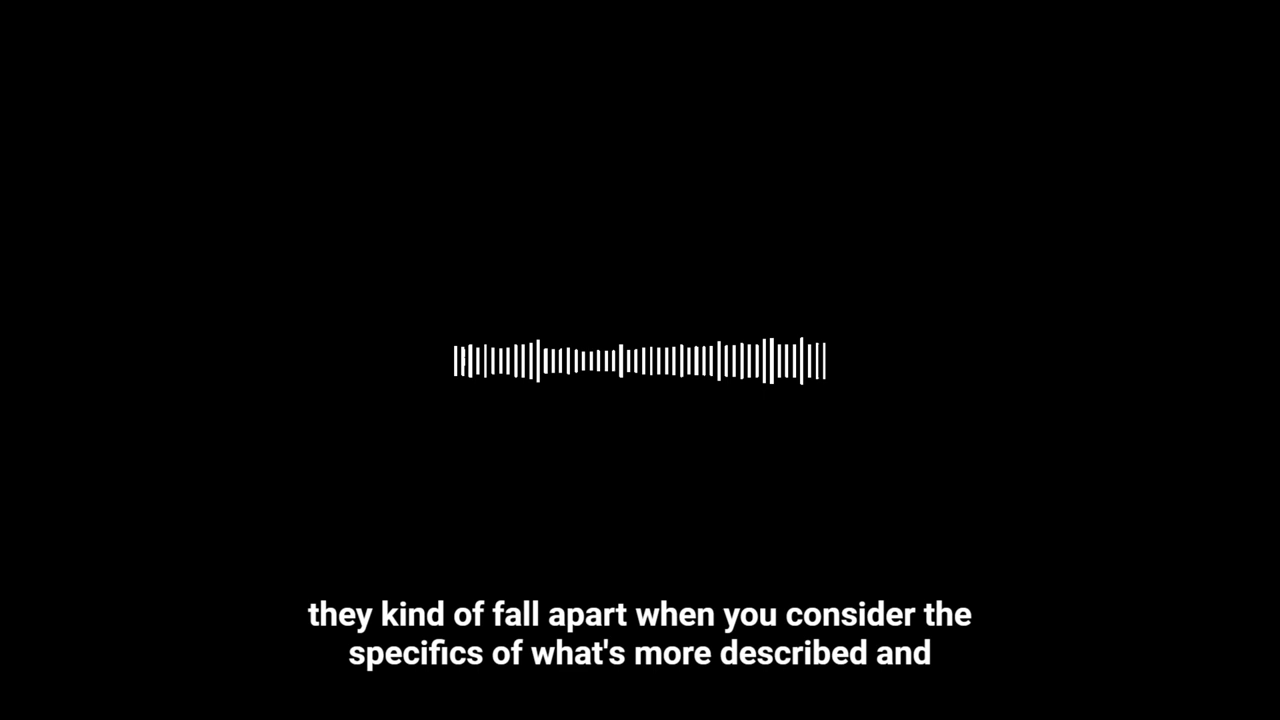 they kind of fall apart when you consider the
specifics of what's more described and